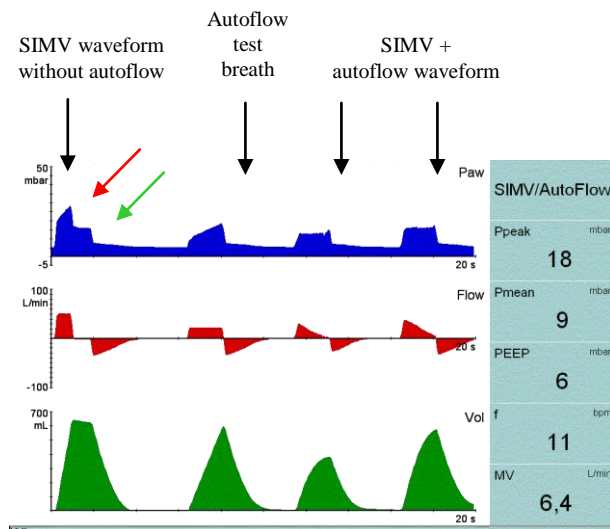 SIMV waveform
without autoflow
Autoflow
test
breath
SIMV +
autoflow waveform
50
mbar
-5
Paw
20 s
100
L/min
-100
Flow
20 s
700
mL
Vol
20 s
SIMV/AutoFlow
Ppeak mbar
18
Pmean mbar
9
PEEP mbar
6
f bpm
11
MV L/min
6,4